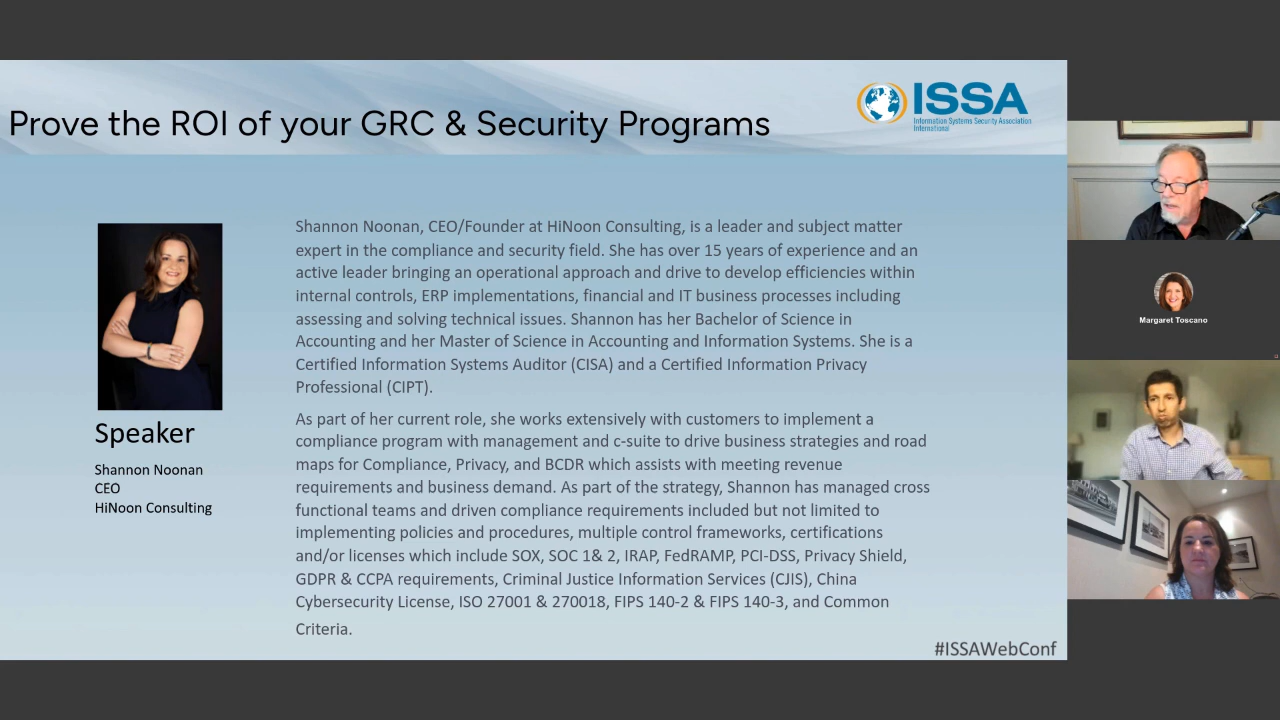 Prove the ROI of your GRC & Security Programs
ISSA
Information Systems Security Association
International
Shannon Noonan, CEO/Founder at HiNoon Consulting, is a leader and subject matter
expert in the compliance and security field. She has over 15 years of experience and an
active leader bringing an operational approach and drive to develop efficiencies within
internal controls, ERP implementations, financial and IT business processes including
assessing and solving technical issues. Shannon has her Bachelor of Science in
Accounting and her Master of Science in Accounting and Information Systems. She is a
Certified Information Systems Auditor (CISA) and a Certified Information Privacy
Professional (CIPT).
As part of her current role, she works extensively with customers to implement a
compliance program with management and c-suite to drive business strategies and road
maps for Compliance, Privacy, and BCDR which assists with meeting revenue
requirements and business demand. As part of the strategy, Shannon has managed cross
functional teams and driven compliance requirements included but not limited to
implementing policies and procedures, multiple control frameworks, certifications
and/or licenses which include SOX, SOC 1& 2, IRAP, FedRAMP, PCI-DSS, Privacy Shield,
GDPR & CCPA requirements, Criminal Justice Information Services (CJIS), China
Cybersecurity License, ISO 27001 & 270018, FIPS 140-2 & FIPS 140-3, and Common
Criteria.
Speaker
Shannon Noonan
CEO
HiNoon Consulting
#ISSAWebConf
Margaret Toscano